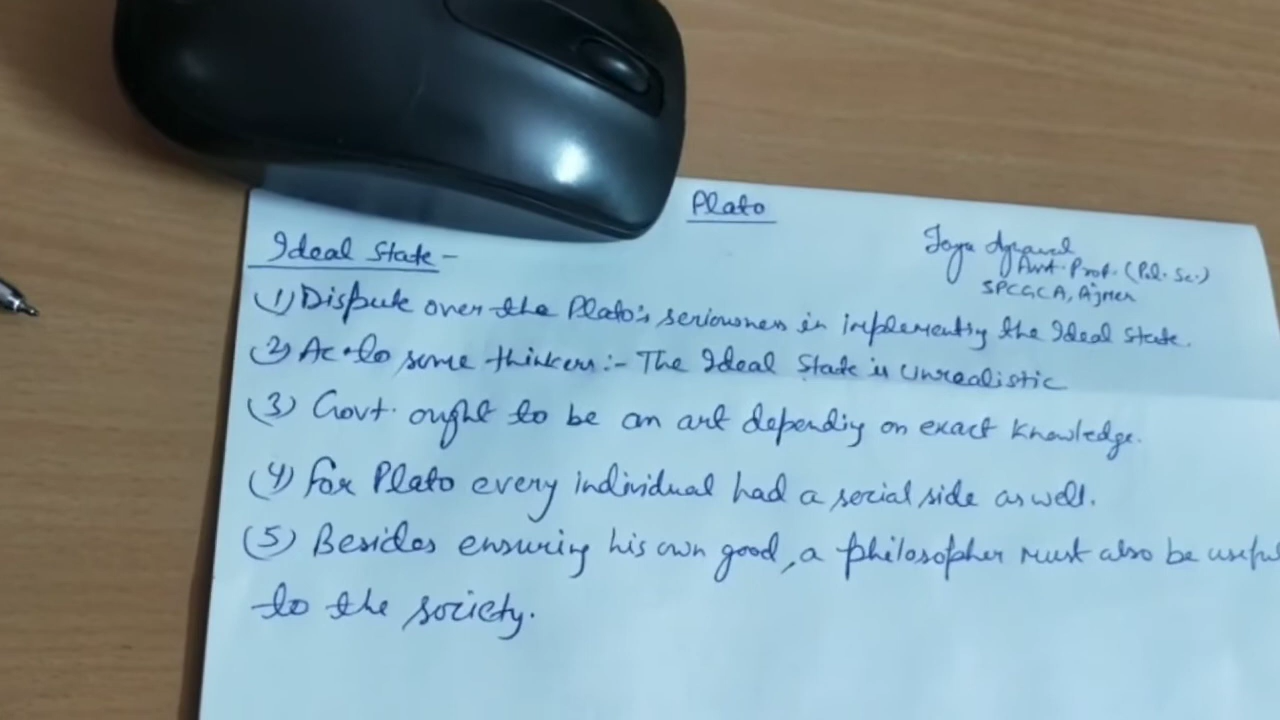 Plato
Ideal State -
Agrawal
Asst. Prof. (Pol. Sc.)
SPCGCA, Ajmer
(1) Dispute over the Plato's seriousness in implementing the Ideal State.
(2) Ac. to some thinkers :- The Ideal State is Unrealistic
(3) Govt. ought to be an art depending on exact knowledge.
(4) For Plato every individual had a social side as well.
(5) Besides ensuring his own good, a philosopher must also be useful
to the society.